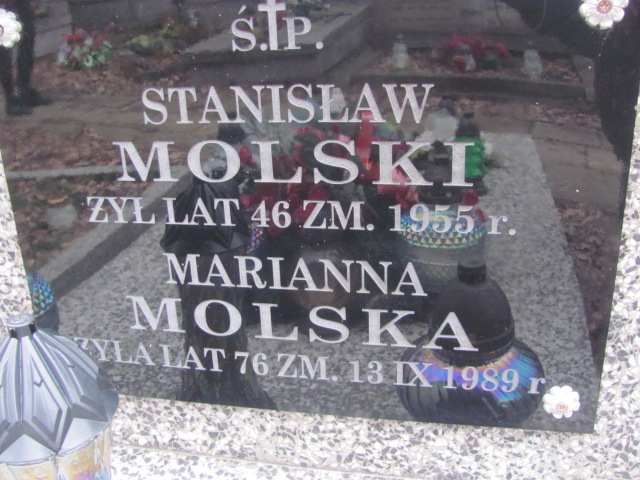 Ś.†P.
STANISŁAW
MOLSKI
ŻYŁ LAT 46 ZM. 1955 r.
MARIANNA
MOLSKA
ŻYŁA LAT 76 ZM. 13 IX 1989 r.